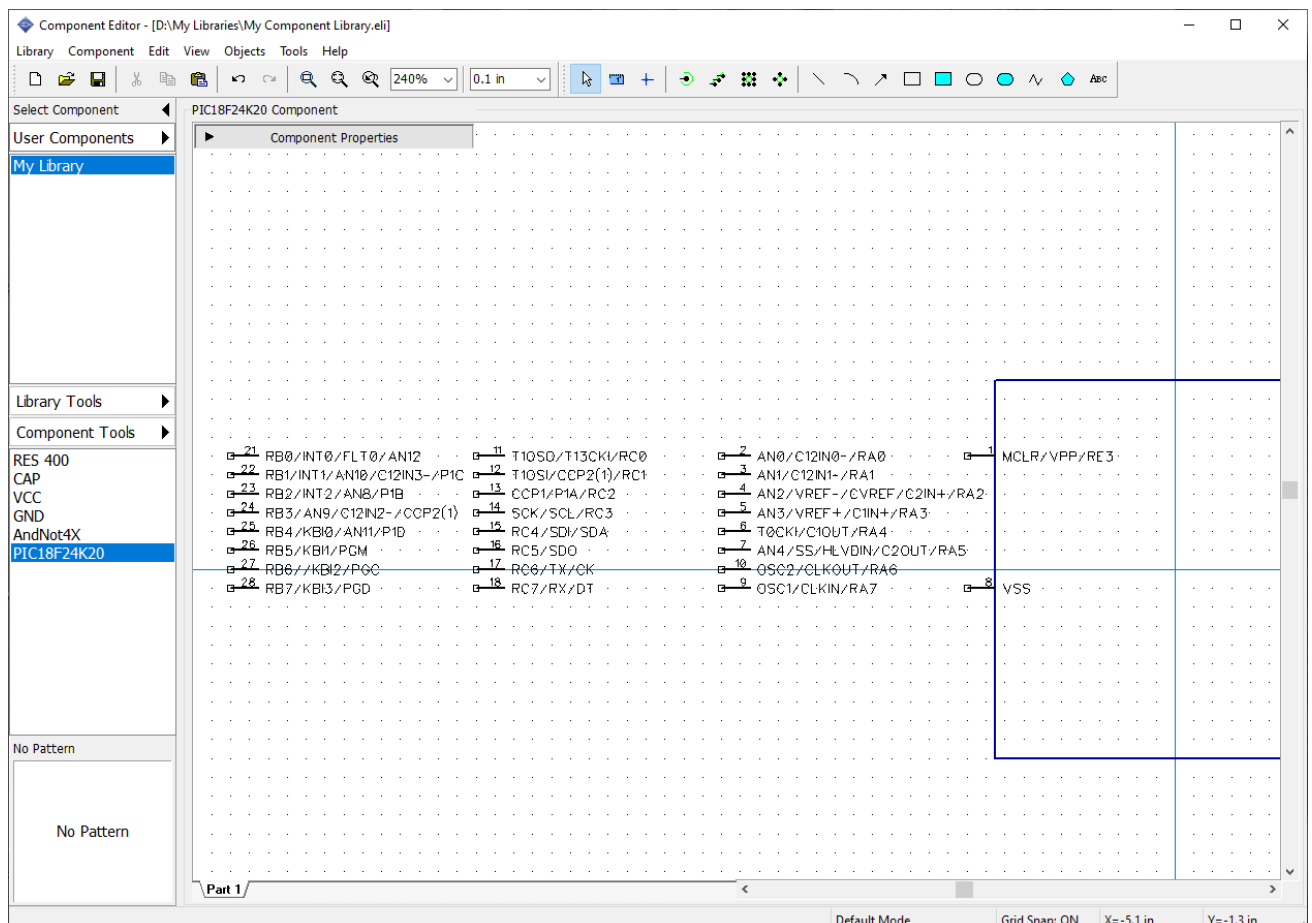 Component Editor - [D:\My Libraries\My Component Library.eli]
Library Component Edit View Objects Tools Help
240% 0.1 in ABC
Select Component
PIC18F24K20 Component
User Components
Component Properties
My Library
Library Tools
Component Tools
RES 400
CAP
VCC
GND
AndNot4X
PIC18F24K20
21 RB0/INT0/FLT0/AN12 11 T1OSO/T13CKI/RC0 2 AN0/C12IN0-/RA0 1 MCLR/VPP/RE3
22 RB1/INT1/AN10/C12IN3-/P1C 12 T1OSI/CCP2(1)/RC1 3 AN1/C12IN1-/RA1
23 RB2/INT2/AN8/P1B 13 CCP1/P1A/RC2 4 AN2/VREF-/CVREF/C2IN+/RA2
24 RB3/AN9/C12IN2-/CCP2(1) 14 SCK/SCL/RC3 5 AN3/VREF+/C1IN+/RA3
25 RB4/KBI0/AN11/P1D 15 RC4/SDI/SDA 6 T0CKI/C1OUT/RA4
26 RB5/KBI1/PGM 16 RC5/SDO 7 AN4/SS/HLVDIN/C2OUT/RA5
27 RB6//KBI2/PGC 17 RC6/TX/CK 10 OSC2/CLKOUT/RA6
28 RB7/KBI3/PGD 18 RC7/RX/DT 9 OSC1/CLKIN/RA7 8 VSS
No Pattern
No Pattern
Part 1
Default Mode Grid Snap: ON X=-5.1 in Y=-1.3 in